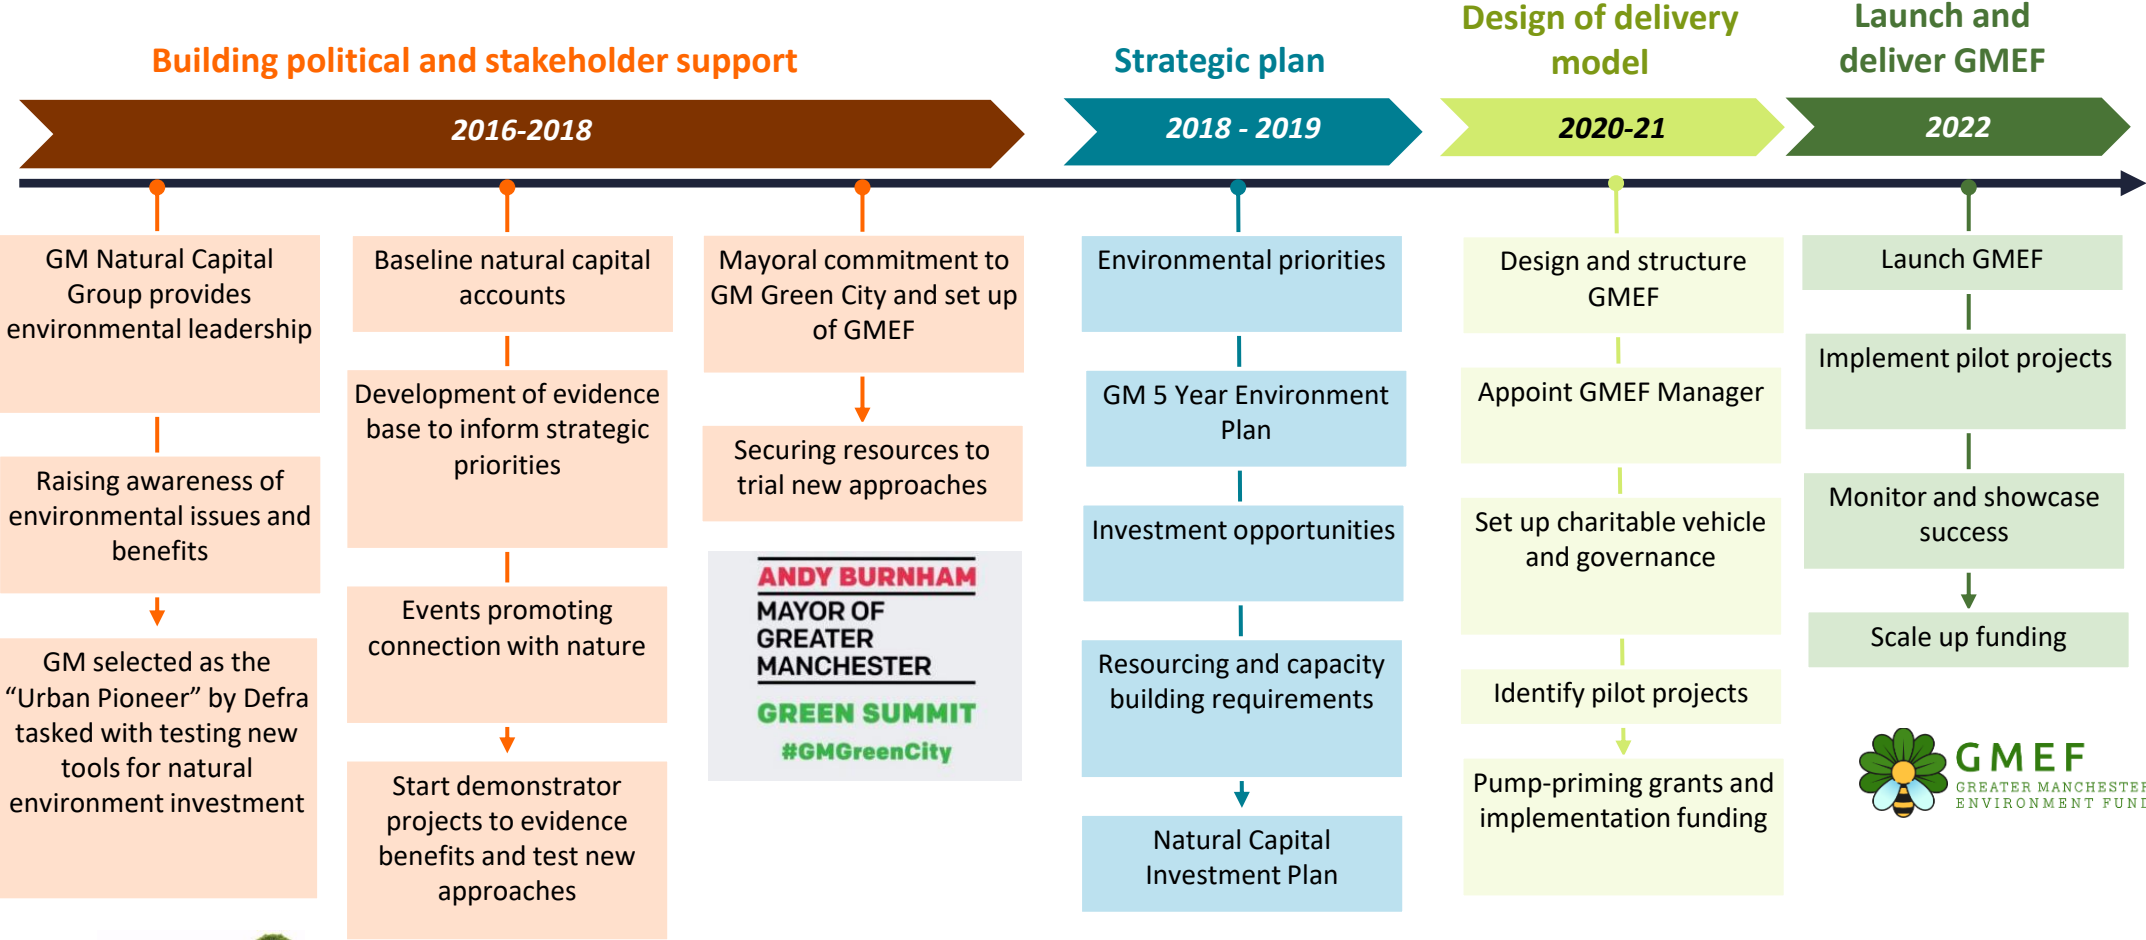 Building political and stakeholder support
Strategic plan
Design of delivery
model
Launch and
deliver GMEF
2016-2018
2018 - 2019
2020-21
2022
GM Natural Capital
Group provides
environmental leadership
Raising awareness of
environmental issues and
benefits
GM selected as the
“Urban Pioneer” by Defra
tasked with testing new
tools for natural
environment investment
Baseline natural capital
accounts
Development of evidence
base to inform strategic
priorities
Events promoting
connection with nature
Start demonstrator
projects to evidence
benefits and test new
approaches
Mayoral commitment to
GM Green City and set up
of GMEF
Securing resources to
trial new approaches
ANDY BURNHAM
MAYOR OF
GREATER
MANCHESTER
GREEN SUMMIT
#GMGreenCity
Environmental priorities
GM 5 Year Environment
Plan
Investment opportunities
Resourcing and capacity
building requirements
Natural Capital
Investment Plan
Design and structure
GMEF
Appoint GMEF Manager
Set up charitable vehicle
and governance
Identify pilot projects
Pump-priming grants and
implementation funding
Launch GMEF
Implement pilot projects
Monitor and showcase
success
Scale up funding
GMEF
GREATER MANCHESTER
ENVIRONMENT FUND